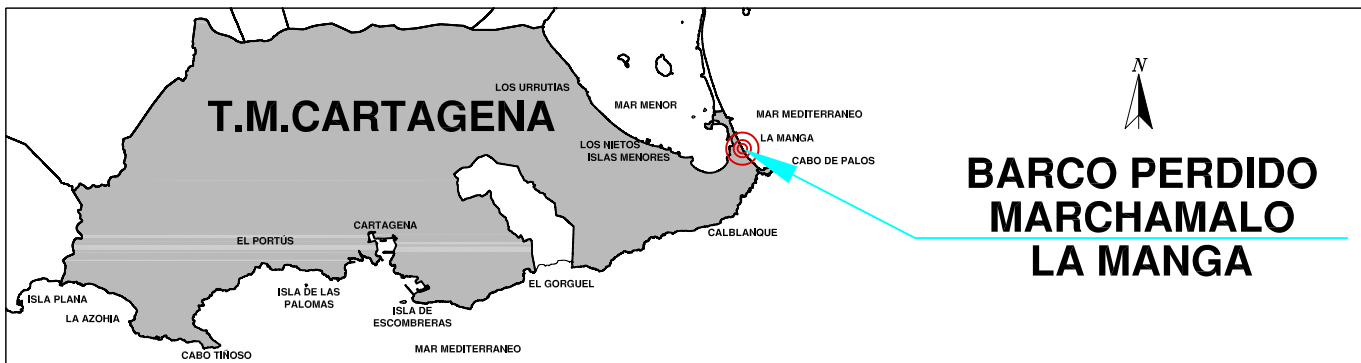 N
LOS URRUTIAS
T.M.CARTAGENA
MAR MENOR
MAR MEDITERRANEO
LA MANGA
LOS NIETOS
ISLAS MENORES
CABO DE PALOS
BARCO PERDIDO
MARCHAMALO
LA MANGA
CARTAGENA
CALBLANQUE
EL PORTÚS
EL GORGUEL
ISLA PLANA
ISLA DE LAS
PALOMAS
LA AZOHIA
ISLA DE
ESCOMBRERAS
CABO TIÑOSO
MAR MEDITERRANEO